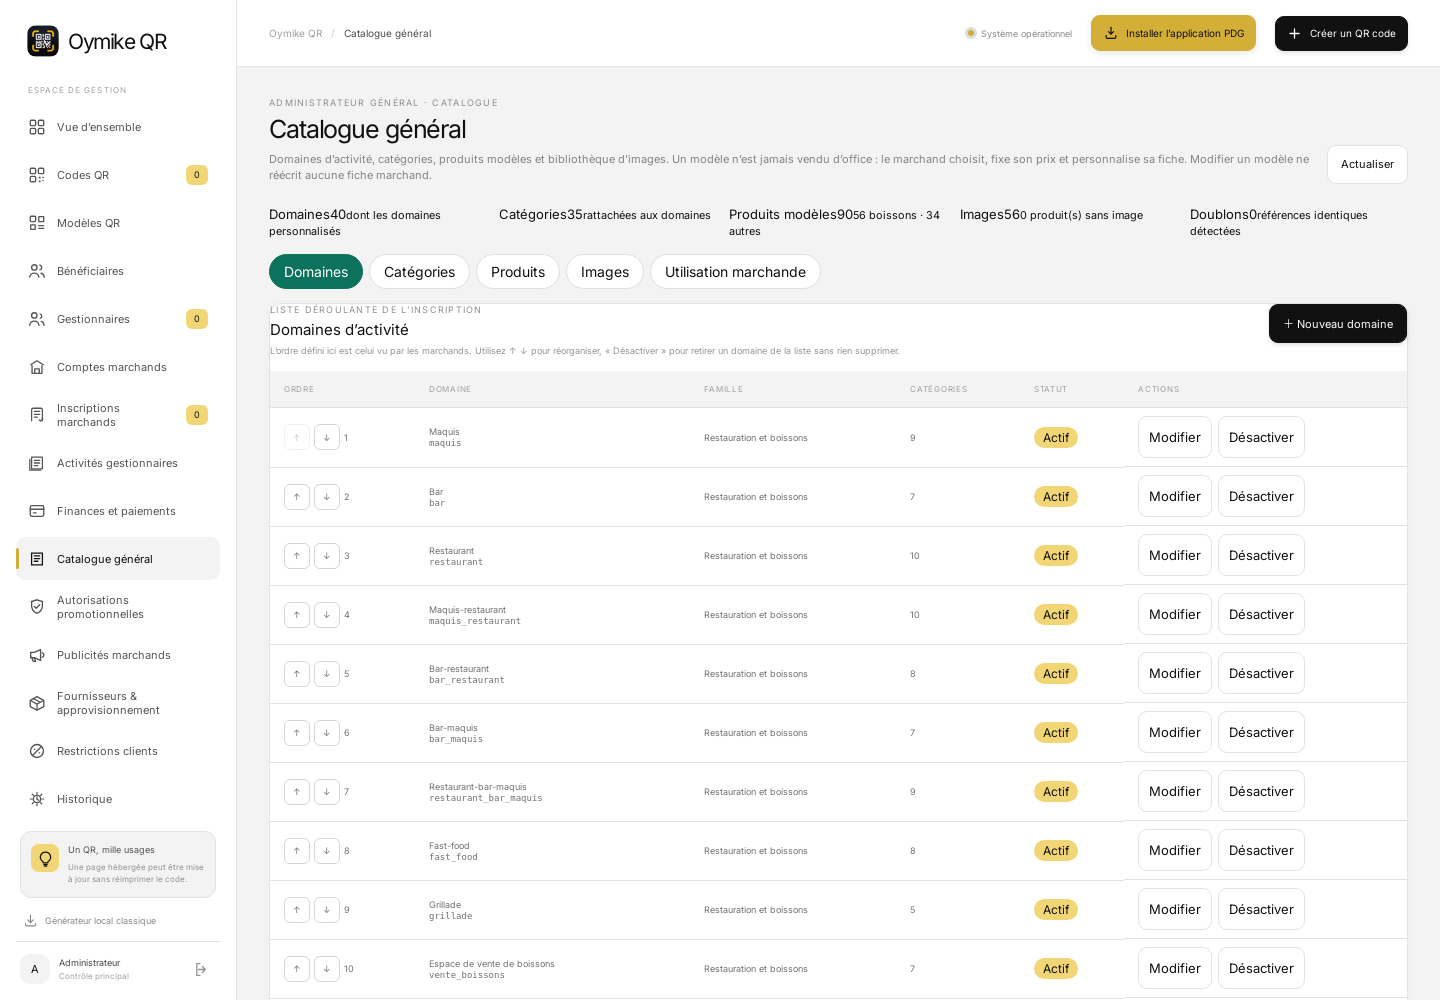 Oymike QR
ESPACE DE GESTION
Vue d’ensemble
Codes QR 0
Modèles QR
Bénéficiaires
Gestionnaires 0
Comptes marchands
Inscriptions
marchands 0
Activités gestionnaires
Finances et paiements
Catalogue général
Autorisations
promotionnelles
Publicités marchands
Fournisseurs &
approvisionnement
Restrictions clients
Historique
Un QR, mille usages
Une page hébergée peut être mise
à jour sans réimprimer le code.
Générateur local classique
A Administrateur
Contrôle principal
Oymike QR / Catalogue général
Système opérationnel
Installer l’application PDG
Créer un QR code
ADMINISTRATEUR GÉNÉRAL · CATALOGUE
Catalogue général
Domaines d’activité, catégories, produits modèles et bibliothèque d’images. Un modèle n’est jamais vendu d’office : le marchand choisit, fixe son prix et personnalise sa fiche. Modifier un modèle ne
réécrit aucune fiche marchand.
Actualiser
Domaines40dont les domaines
personnalisés
Catégories35rattachées aux domaines
Produits modèles9056 boissons · 34
autres
Images560 produit(s) sans image
Doublons0références identiques
détectées
Domaines Catégories Produits Images Utilisation marchande
LISTE DÉROULANTE DE L’INSCRIPTION
Domaines d’activité
L’ordre défini ici est celui vu par les marchands. Utilisez ↑ ↓ pour réorganiser, « Désactiver » pour retirer un domaine de la liste sans rien supprimer.
+ Nouveau domaine
ORDRE DOMAINE FAMILLE CATÉGORIES STATUT ACTIONS
↑ ↓ 1 Maquis Restauration et boissons 9 Actif Modifier Désactiver
maquis
↑ ↓ 2 Bar Restauration et boissons 7 Actif Modifier Désactiver
bar
↑ ↓ 3 Restaurant Restauration et boissons 10 Actif Modifier Désactiver
restaurant
↑ ↓ 4 Maquis-restaurant Restauration et boissons 10 Actif Modifier Désactiver
maquis_restaurant
↑ ↓ 5 Bar-restaurant Restauration et boissons 8 Actif Modifier Désactiver
bar_restaurant
↑ ↓ 6 Bar-maquis Restauration et boissons 7 Actif Modifier Désactiver
bar_maquis
↑ ↓ 7 Restaurant-bar-maquis Restauration et boissons 9 Actif Modifier Désactiver
restaurant_bar_maquis
↑ ↓ 8 Fast-food Restauration et boissons 8 Actif Modifier Désactiver
fast_food
↑ ↓ 9 Grillade Restauration et boissons 5 Actif Modifier Désactiver
grillade
↑ ↓ 10 Espace de vente de boissons Restauration et boissons 7 Actif Modifier Désactiver
vente_boissons